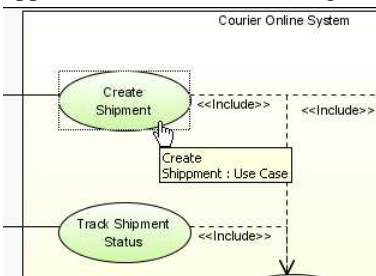 Courier Online System
Create
Shipment
<<Include>>
<<Include>>
Create
Shippment : Use Case
Track Shipment
Status
<<Include>>